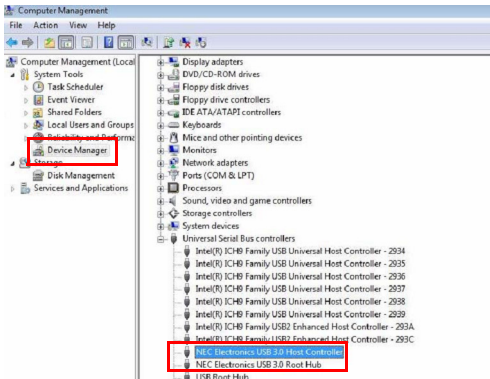 Computer Management
File Action View Help
Computer Management (Local
System Tools
Task Scheduler
Event Viewer
Shared Folders
Local Users and Groups
Reliability and Performa
Device Manager
Storage
Disk Management
Services and Applications
Display adapters
DVD/CD-ROM drives
Floppy disk drives
Floppy drive controllers
IDE ATA/ATAPI controllers
Keyboards
Mice and other pointing devices
Monitors
Network adapters
Ports (COM & LPT)
Processors
Sound, video and game controllers
Storage controllers
System devices
Universal Serial Bus controllers
Intel(R) ICH9 Family USB Universal Host Controller - 2934
Intel(R) ICH9 Family USB Universal Host Controller - 2935
Intel(R) ICH9 Family USB Universal Host Controller - 2936
Intel(R) ICH9 Family USB Universal Host Controller - 2937
Intel(R) ICH9 Family USB Universal Host Controller - 2938
Intel(R) ICH9 Family USB Universal Host Controller - 2939
Intel(R) ICH9 Family USB2 Enhanced Host Controller - 293A
Intel(R) ICH9 Family USB2 Enhanced Host Controller - 293C
NEC Electronics USB 3.0 Host Controller
NEC Electronics USB 3.0 Root Hub
USB Root Hub